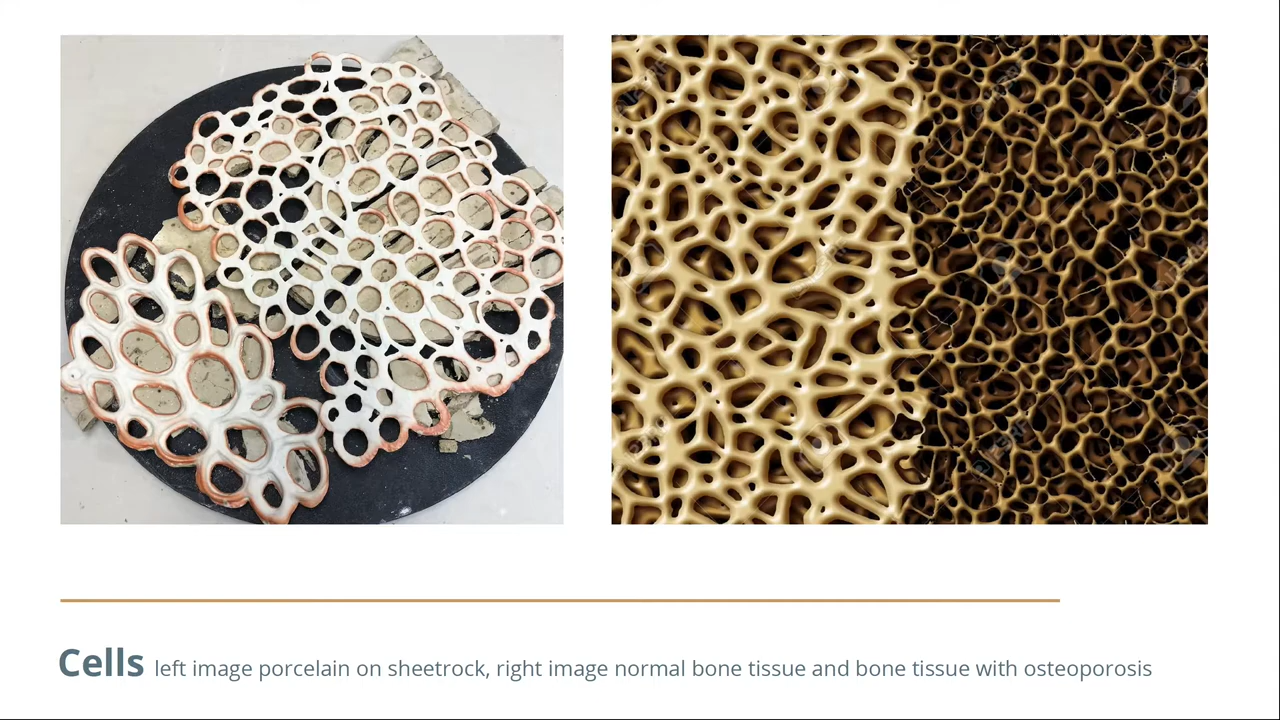 Cells left image porcelain on sheetrock, right image normal bone tissue and bone tissue with osteoporosis